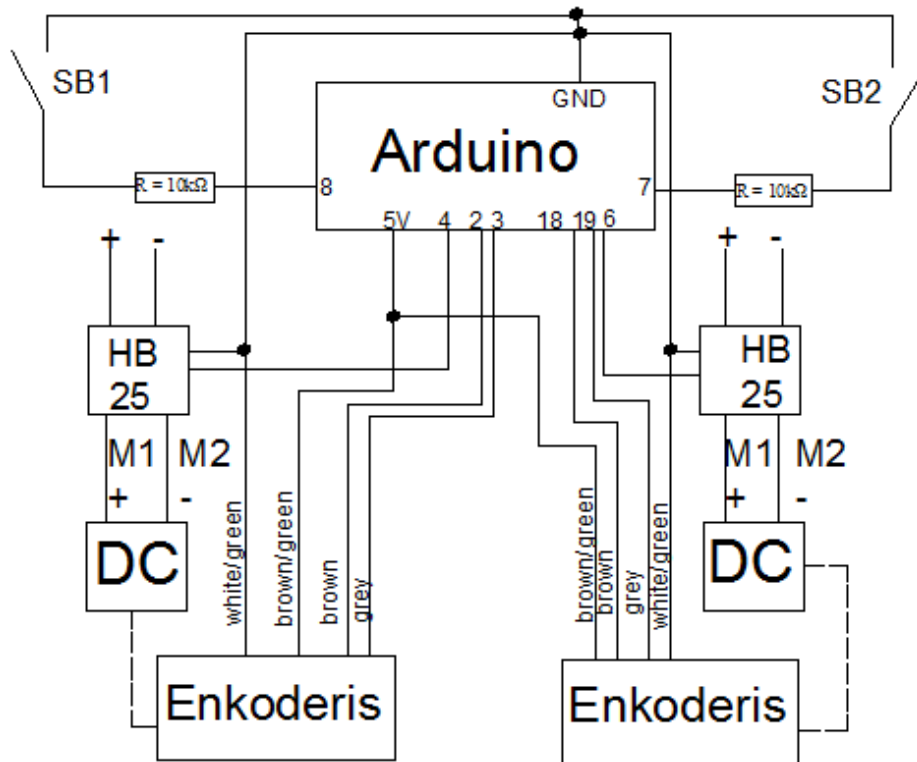 SB1
SB2
GND
Arduino
R = 10kΩ
8
7
R = 10kΩ
5V 4 2 3 18 19 6
+ -
+ -
HB
25
HB
25
M1 M2
M1 M2
+ -
+ -
DC
DC
white/green
brown/green
brown
grey
brown/green
brown
grey
white/green
Enkoderis
Enkoderis